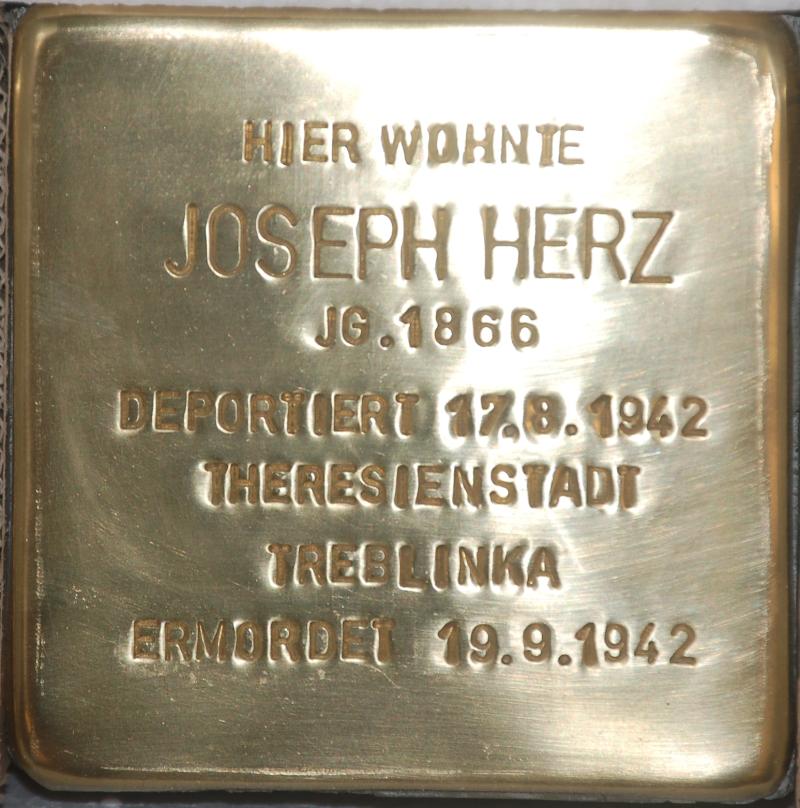 HIER WOHNTE
JOSEPH HERZ
JG.1866
DEPORTIERT 17.8.1942
THERESIENSTADT
TREBLINKA
ERMORDET 19.9.1942